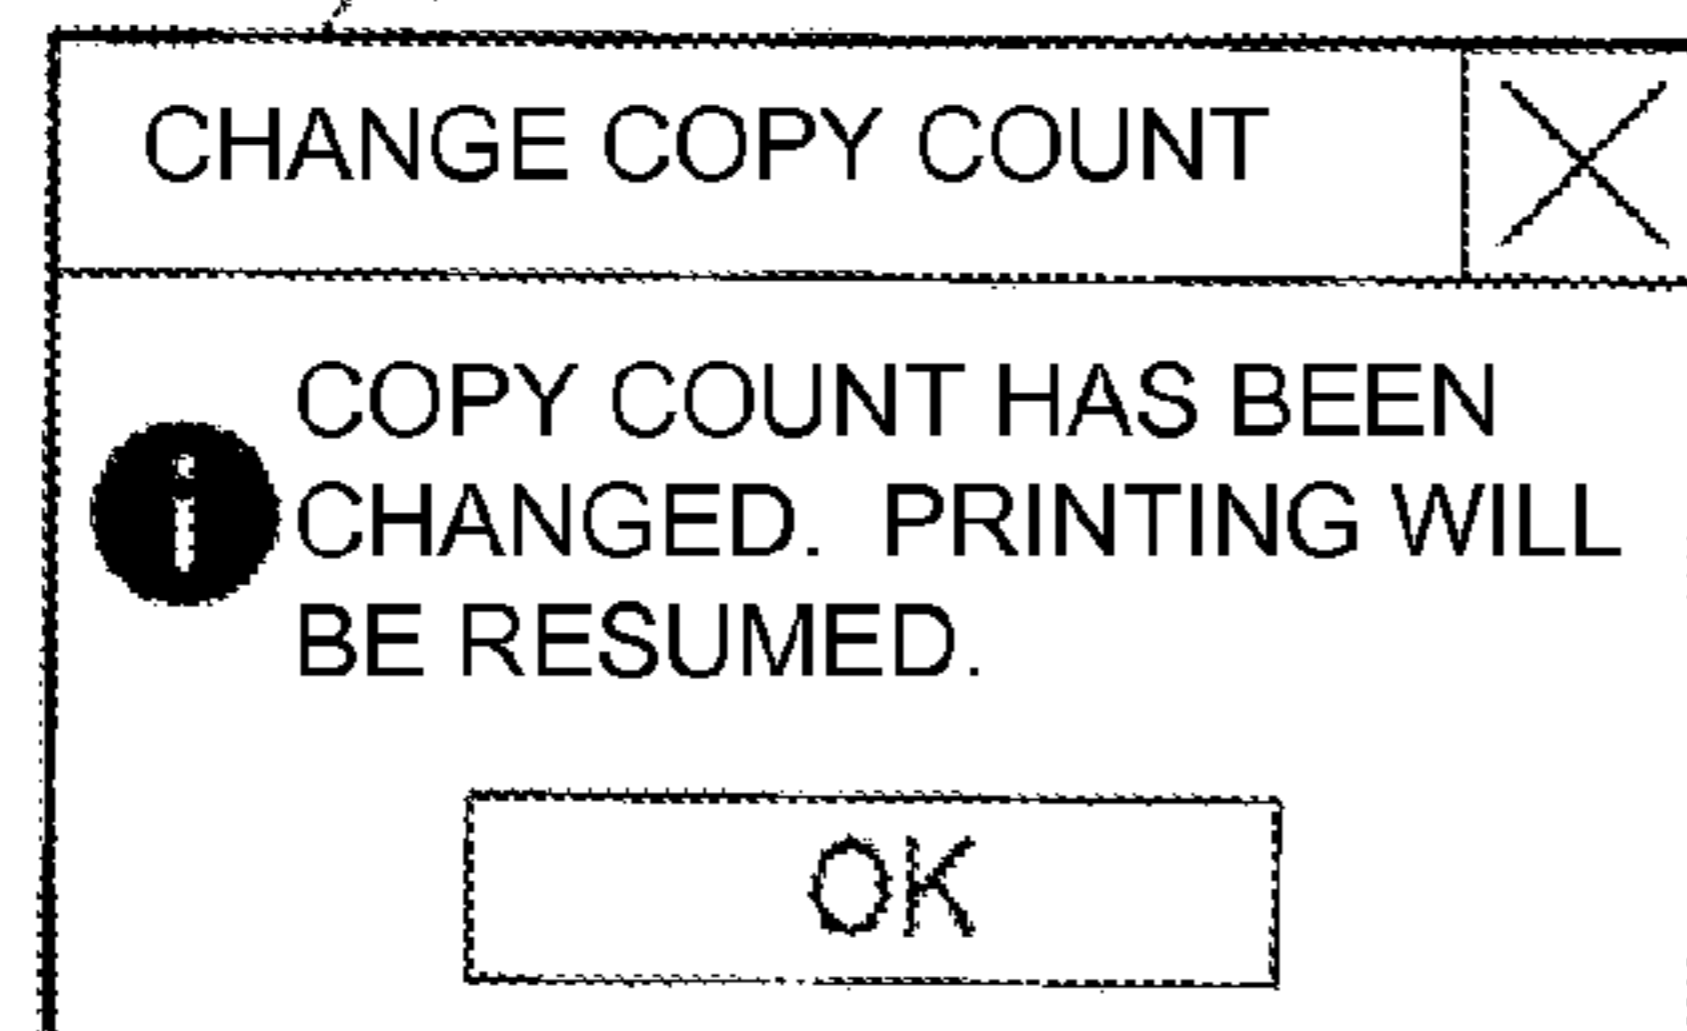 CHANGE COPY COUNT
COPY COUNT HAS BEEN
CHANGED. PRINTING WILL
BE RESUMED.
OK